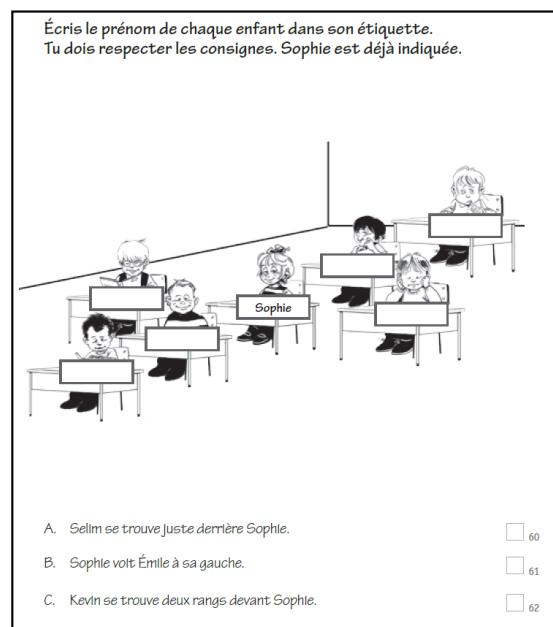 Écris le prénom de chaque enfant dans son étiquette.
Tu dois respecter les consignes. Sophie est déjà indiquée.
Sophie
A. Selim se trouve juste derrière Sophie.
60
B. Sophie voit Émile à sa gauche.
61
C. Kevin se trouve deux rangs devant Sophie.
62